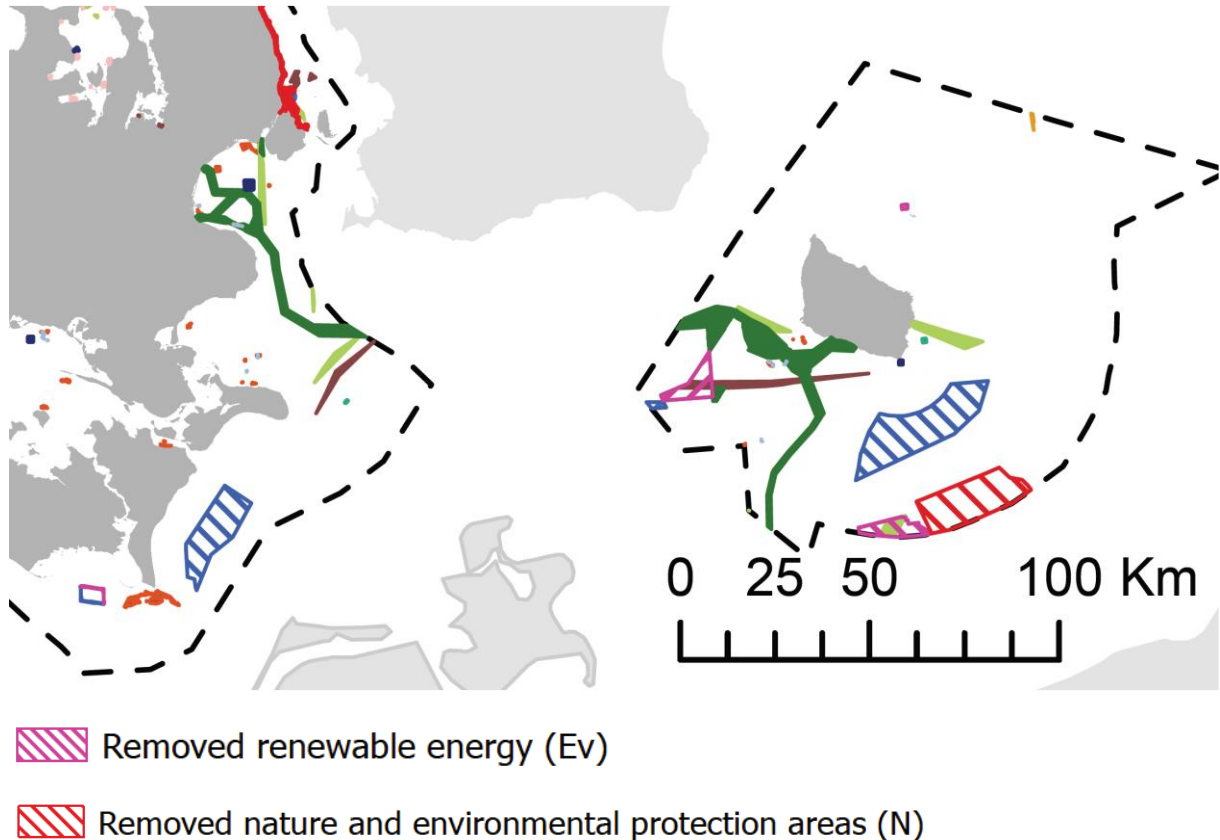 0 25 50 100 Km
Removed renewable energy (Ev)
Removed nature and environmental protection areas (N)